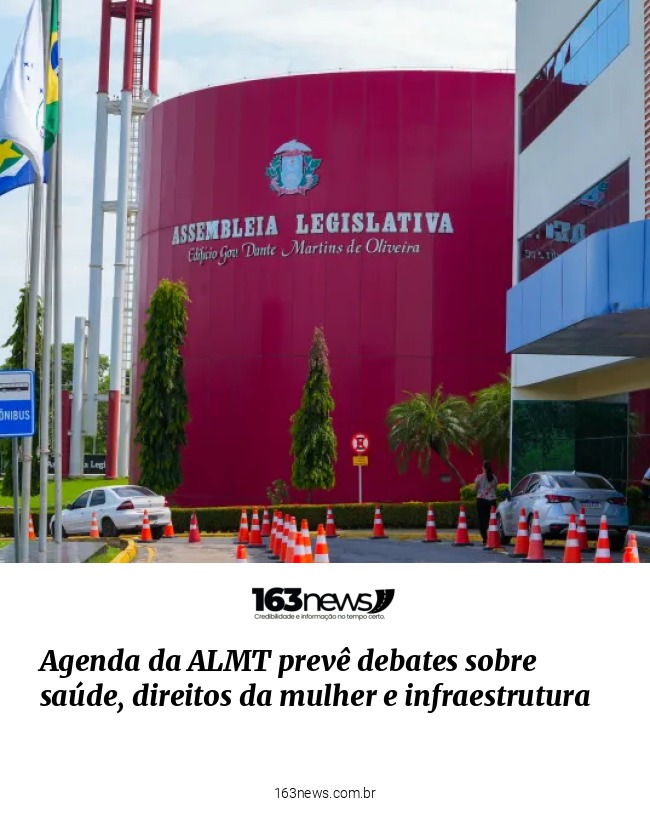 ASSEMBLEIA LEGISLATIVA
Edifício Gov. Dante Martins de Oliveira
ÔNIBUS
163news
Credibilidade e informação no tempo certo.
Agenda da ALMT prevê debates sobre
saúde, direitos da mulher e infraestrutura
163news.com.br